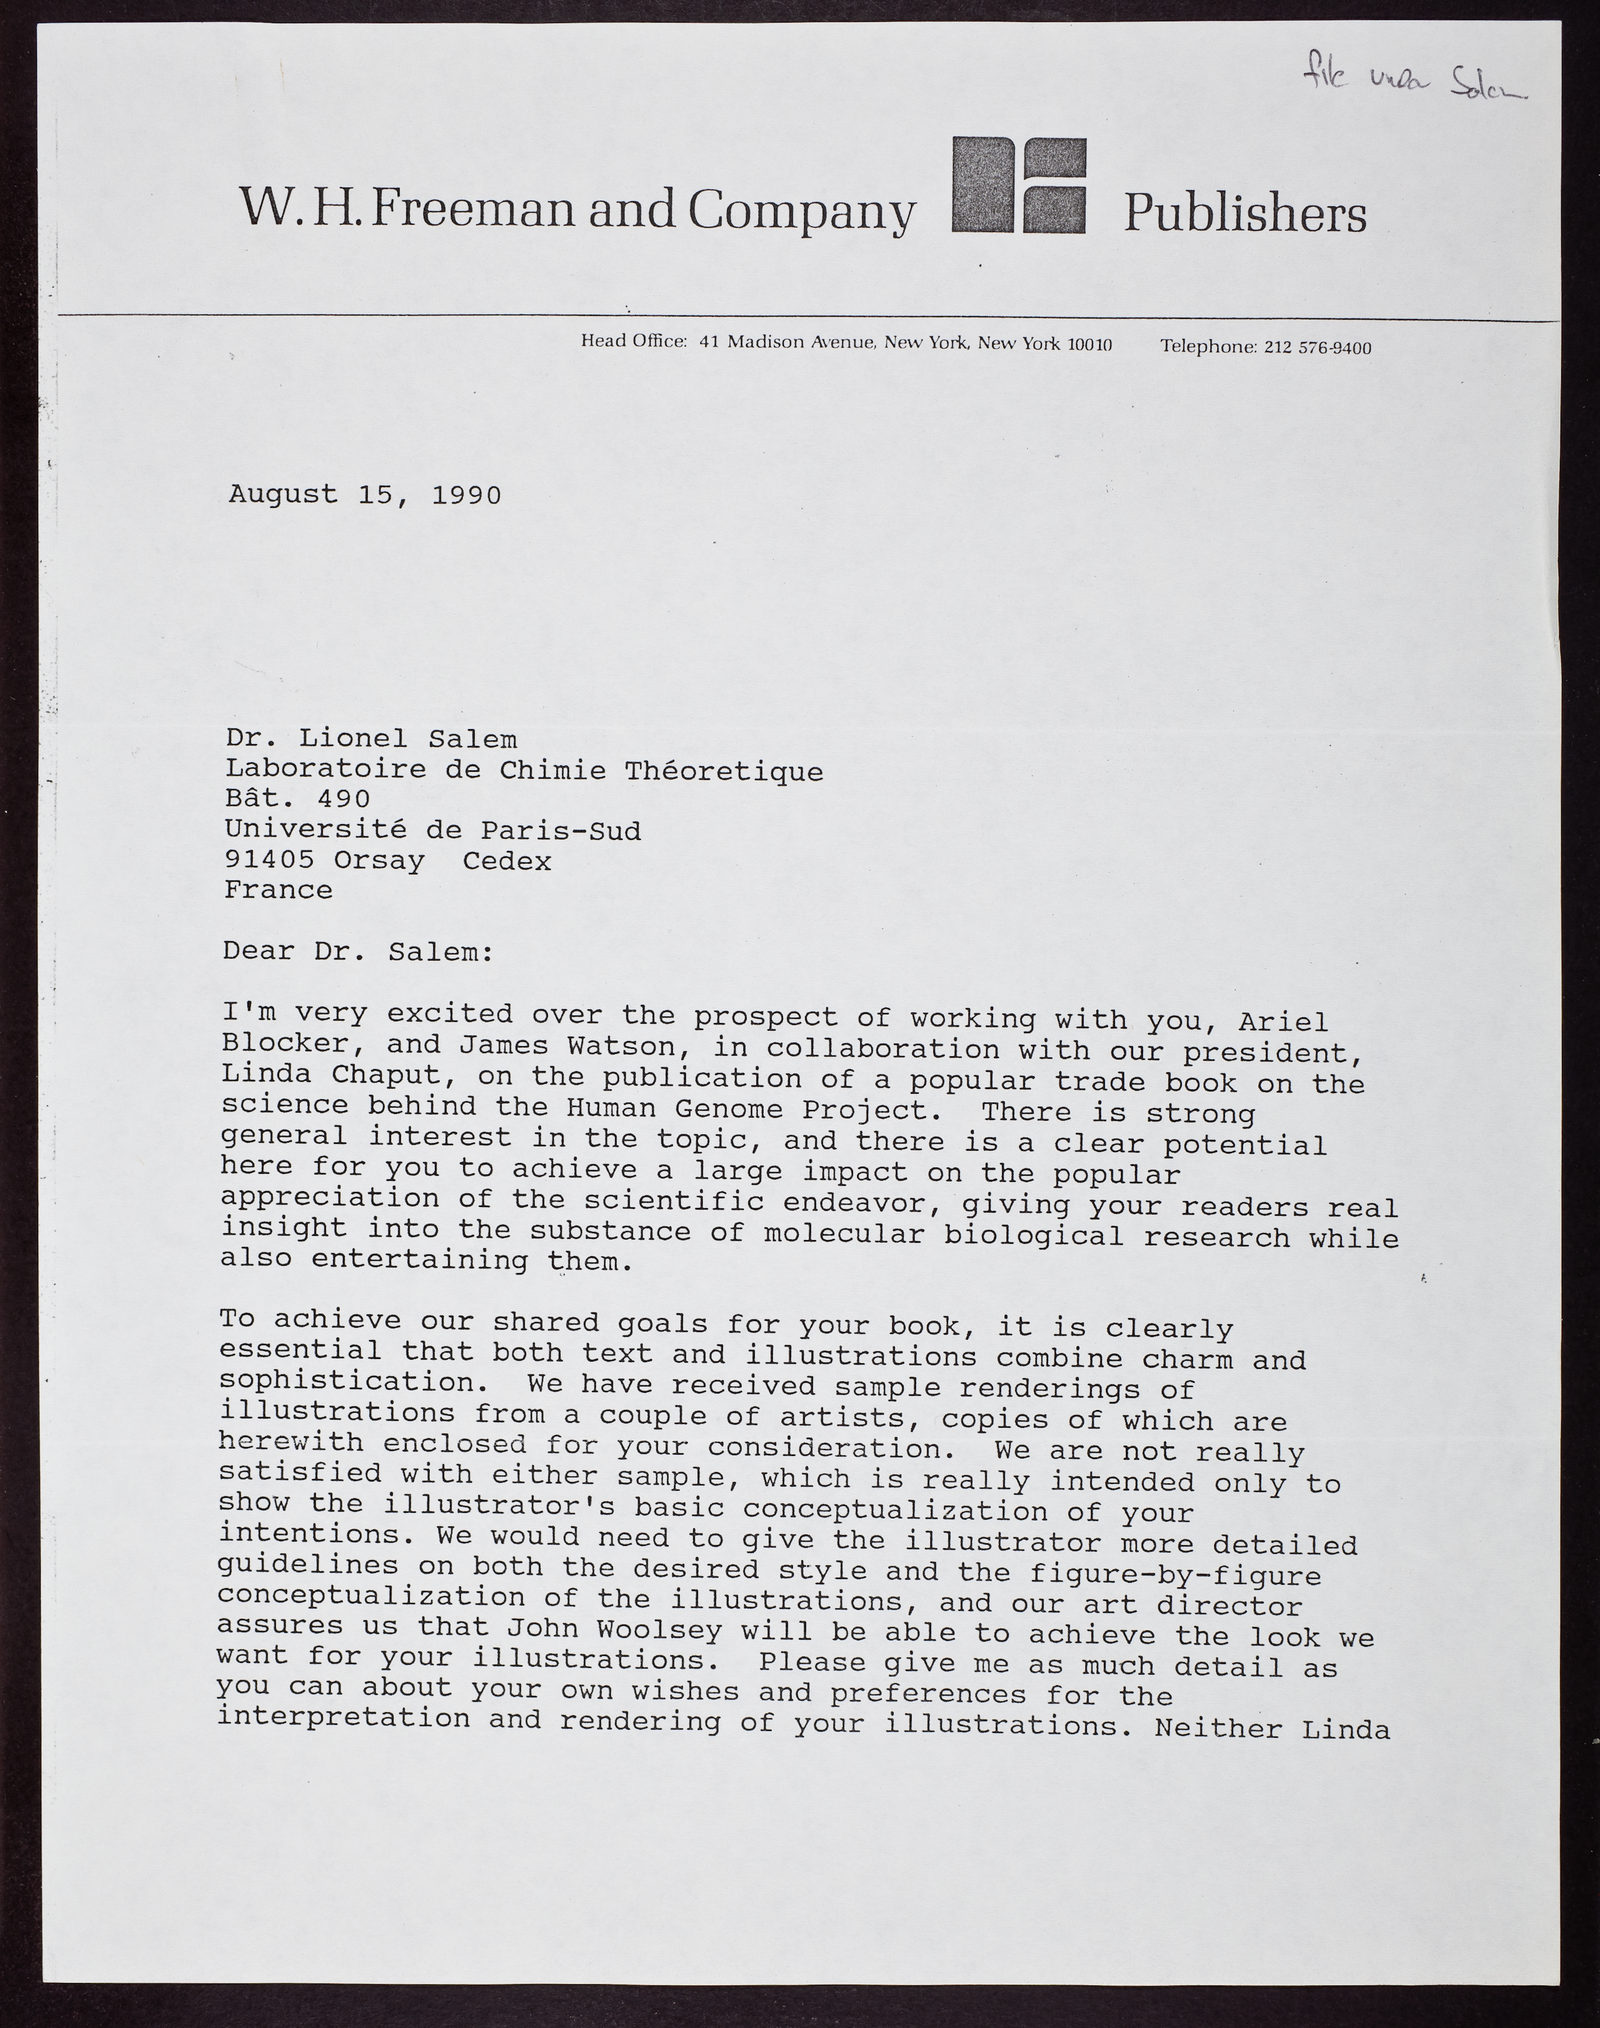 file under Salem
W. H. Freeman and Company Publishers
Head Office: 41 Madison Avenue, New York, New York 10010 Telephone: 212 576-9400
August 15, 1990
Dr. Lionel Salem
Laboratoire de Chimie Théoretique
Bât. 490
Université de Paris-Sud
91405 Orsay Cedex
France
Dear Dr. Salem:
I'm very excited over the prospect of working with you, Ariel
Blocker, and James Watson, in collaboration with our president,
Linda Chaput, on the publication of a popular trade book on the
science behind the Human Genome Project. There is strong
general interest in the topic, and there is a clear potential
here for you to achieve a large impact on the popular
appreciation of the scientific endeavor, giving your readers real
insight into the substance of molecular biological research while
also entertaining them.
To achieve our shared goals for your book, it is clearly
essential that both text and illustrations combine charm and
sophistication. We have received sample renderings of
illustrations from a couple of artists, copies of which are
herewith enclosed for your consideration. We are not really
satisfied with either sample, which is really intended only to
show the illustrator's basic conceptualization of your
intentions. We would need to give the illustrator more detailed
guidelines on both the desired style and the figure-by-figure
conceptualization of the illustrations, and our art director
assures us that John Woolsey will be able to achieve the look we
want for your illustrations. Please give me as much detail as
you can about your own wishes and preferences for the
interpretation and rendering of your illustrations. Neither Linda